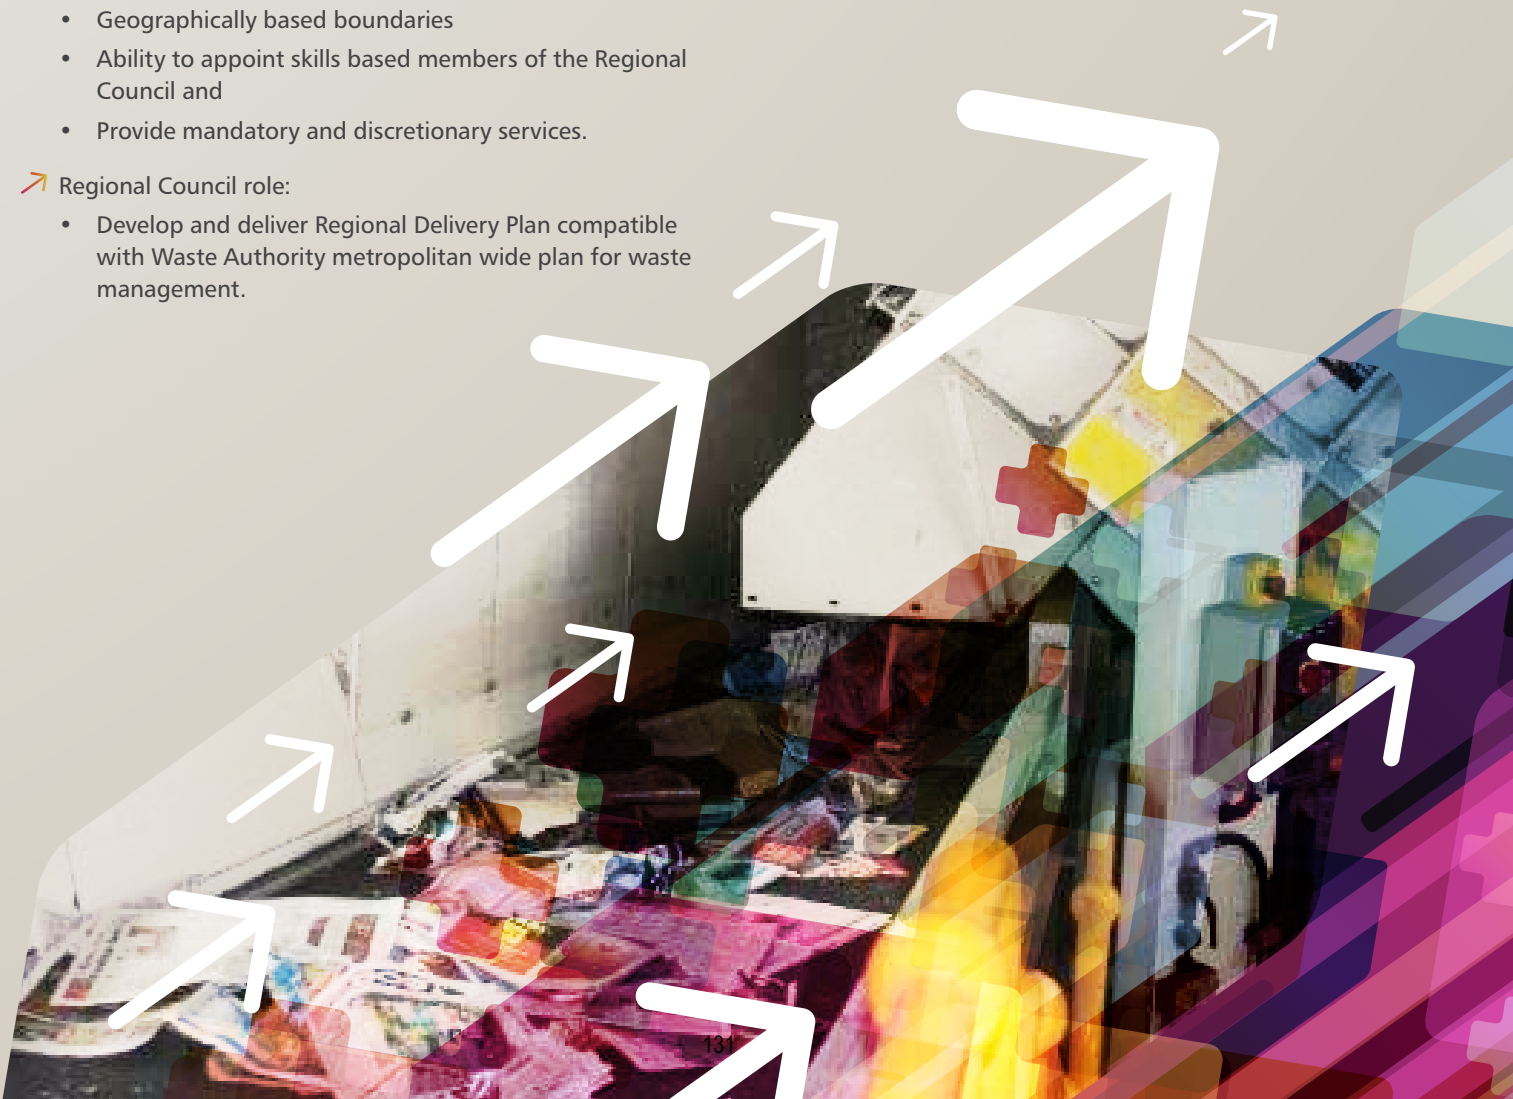 • Geographically based boundaries
• Ability to appoint skills based members of the Regional
Council and
• Provide mandatory and discretionary services.
Regional Council role:
• Develop and deliver Regional Delivery Plan compatible
with Waste Authority metropolitan wide plan for waste
management.
131